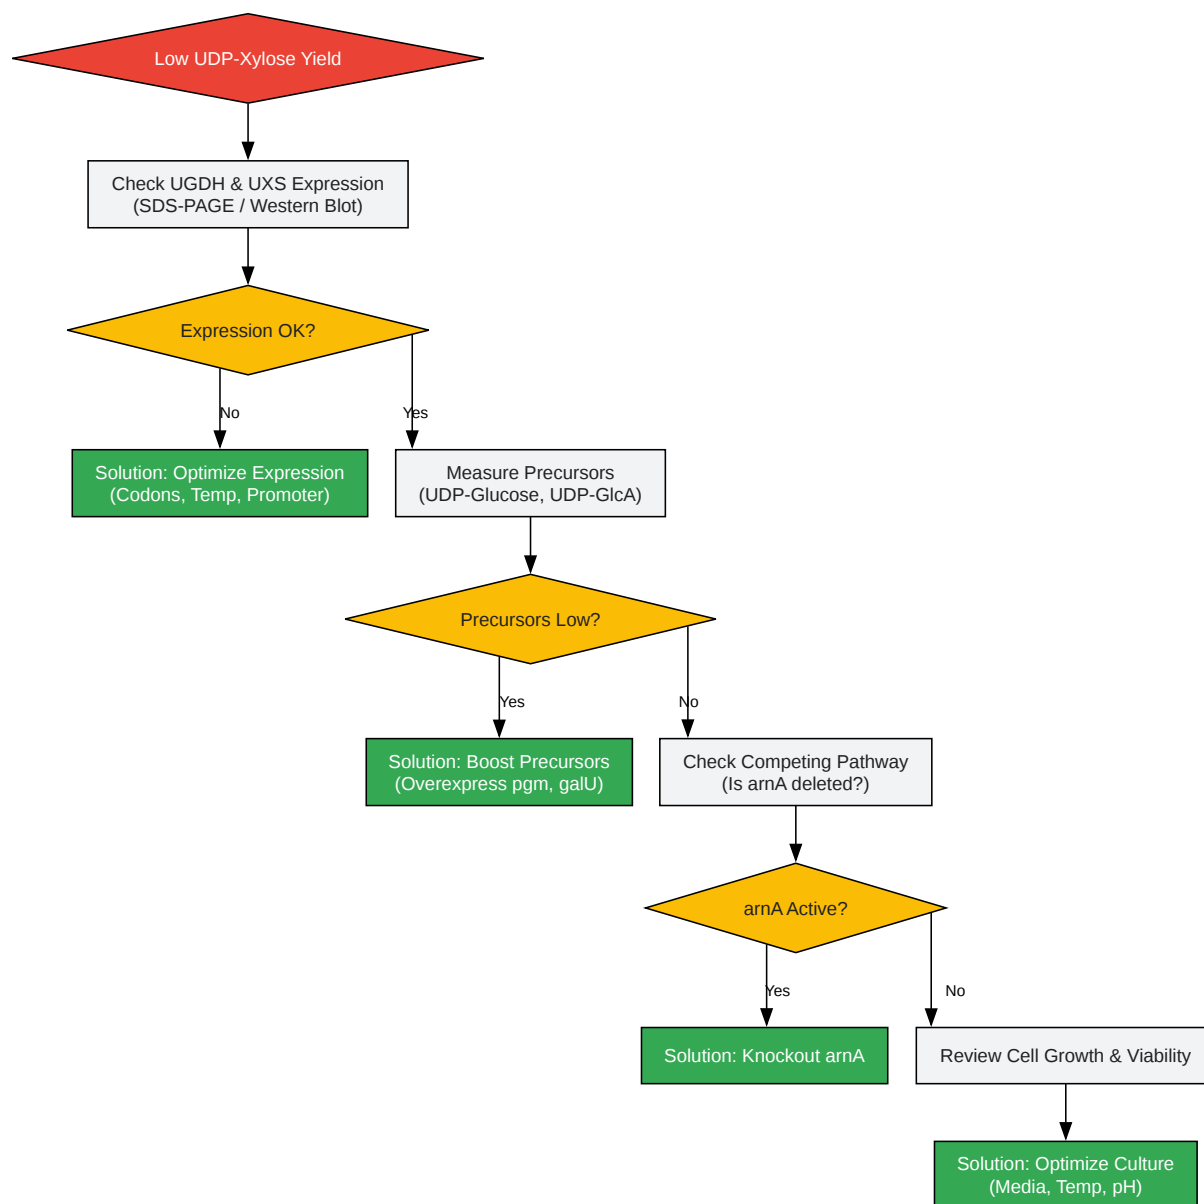 Low UDP-Xylose Yield
Check UGDH & UXS Expression
(SDS-PAGE / Western Blot)
Expression OK?
No
Yes
Solution: Optimize Expression
(Codons, Temp, Promoter)
Measure Precursors
(UDP-Glucose, UDP-GlcA)
Precursors Low?
Yes
No
Solution: Boost Precursors
(Overexpress pgm, galU)
Check Competing Pathway
(Is arnA deleted?)
arnA Active?
Yes
No
Solution: Knockout arnA
Review Cell Growth & Viability
Solution: Optimize Culture
(Media, Temp, pH)